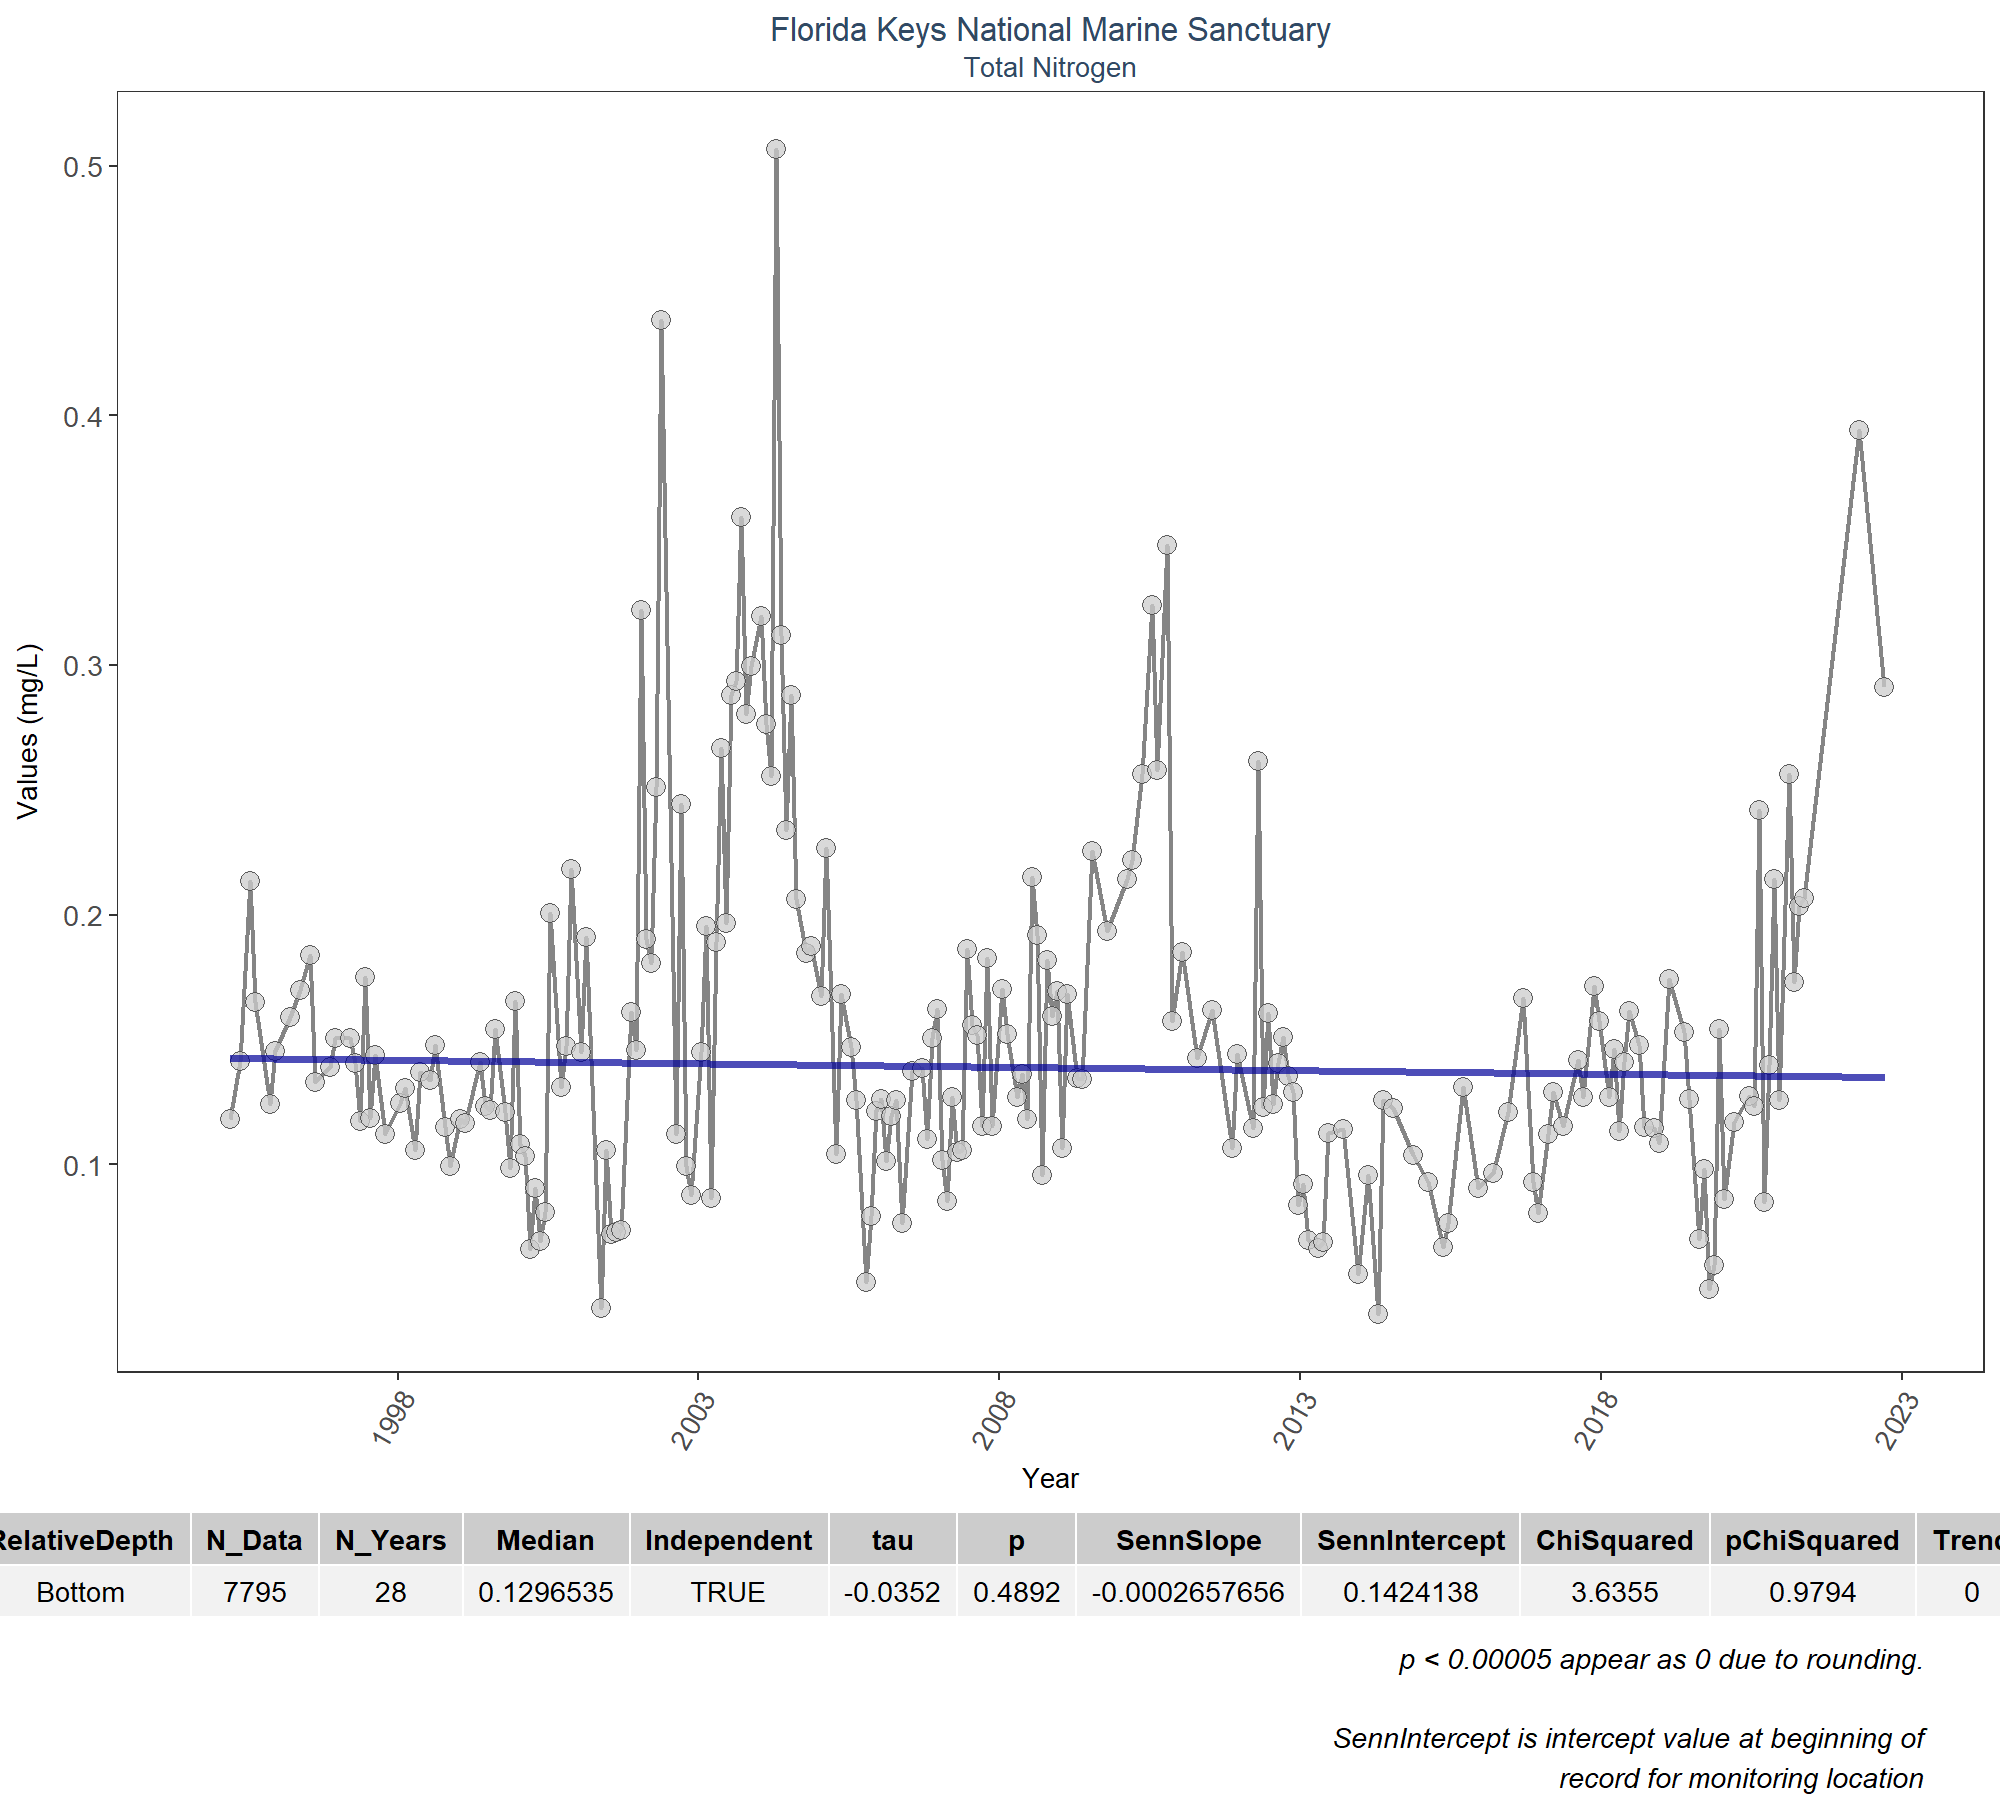 Florida Keys National Marine Sanctuary
Total Nitrogen
Values (mg/L)
0.5
0.4
0.3
0.2
0.1
1998 2003 2008 2013 2018 2023
Year
RelativeDepth N_Data N_Years Median Independent tau p SennSlope SennIntercept ChiSquared pChiSquared Trend
Bottom 7795 28 0.1296535 TRUE -0.0352 0.4892 -0.0002657656 0.1424138 3.6355 0.9794 0
p < 0.00005 appear as 0 due to rounding.
SennIntercept is intercept value at beginning of
record for monitoring location